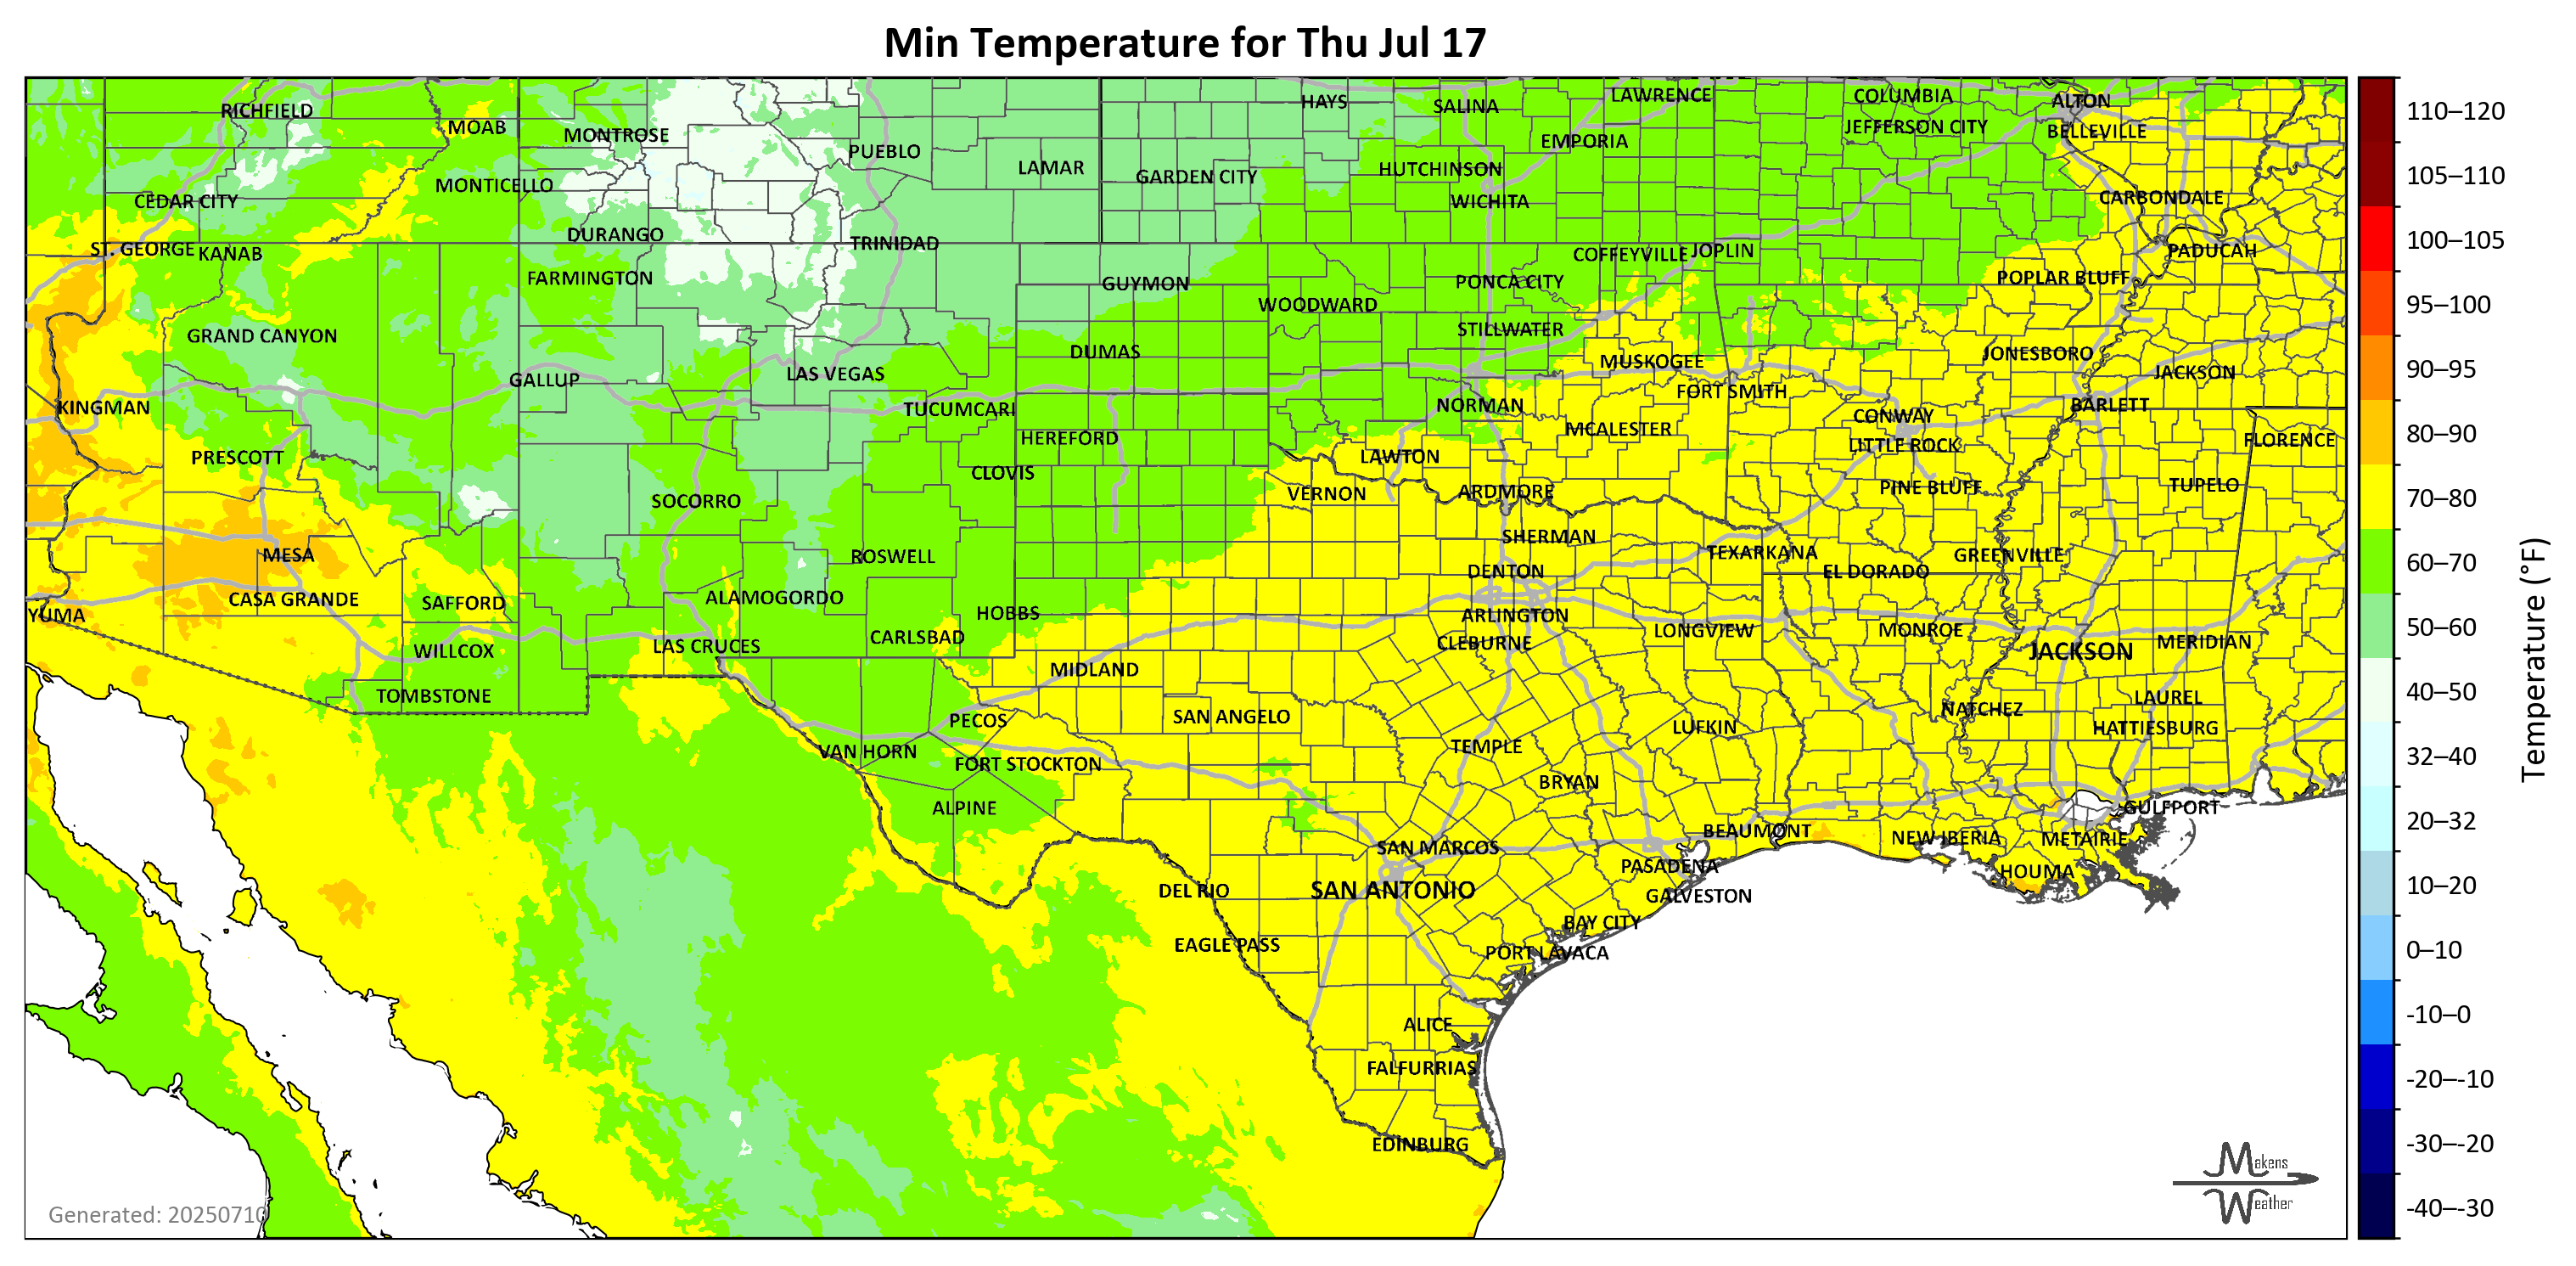 Min Temperature for Thu Jul 17
RICHFIELD
MOAB
MONTROSE
PUEBLO
LAMAR
HAYS
SALINA
LAWRENCE
COLUMBIA
ALTON
JEFFERSON CITY
BELLEVILLE
EMPORIA
MONTICELLO
GARDEN CITY
HUTCHINSON
CEDAR CITY
WICHITA
CARBONDALE
DURANGO
TRINIDAD
ST. GEORGE
KANAB
COFFEYVILLE
JOPLIN
PADUCAH
FARMINGTON
GUYMON
PONCA CITY
POPLAR BLUFF
WOODWARD
GRAND CANYON
STILLWATER
DUMAS
MUSKOGEE
JONESBORO
GALLUP
LAS VEGAS
FORT SMITH
JACKSON
KINGMAN
TUCUMCARI
NORMAN
CONWAY
BARLETT
HEREFORD
MCALESTER
LITTLE ROCK
FLORENCE
PRESCOTT
CLOVIS
LAWTON
SOCORRO
VERNON
ARDMORE
PINE BLUFF
TUPELO
MESA
ROSWELL
SHERMAN
TEXARKANA
GREENVILLE
DENTON
EL DORADO
YUMA
CASA GRANDE
SAFFORD
ALAMOGORDO
HOBBS
ARLINGTON
WILLCOX
LAS CRUCES
CARLSBAD
CLEBURNE
LONGVIEW
MONROE
JACKSON
MERIDIAN
MIDLAND
TOMBSTONE
PECOS
SAN ANGELO
LUFKIN
NATCHEZ
LAUREL
HATTIESBURG
VAN HORN
FORT STOCKTON
TEMPLE
BRYAN
ALPINE
GULFPORT
BEAUMONT
NEW IBERIA
METAIRIE
SAN MARCOS
PASADENA
HOUMA
DEL RIO
SAN ANTONIO
GALVESTON
EAGLE PASS
BAY CITY
PORT LAVACA
ALICE
FALFURRIAS
EDINBURG
Generated: 20250710
Makens
Weather
110–120
105–110
100–105
95–100
90–95
80–90
70–80
60–70
50–60
40–50
32–40
20–32
10–20
0–10
-10–0
-20–-10
-30–-20
-40–-30
Temperature (°F)